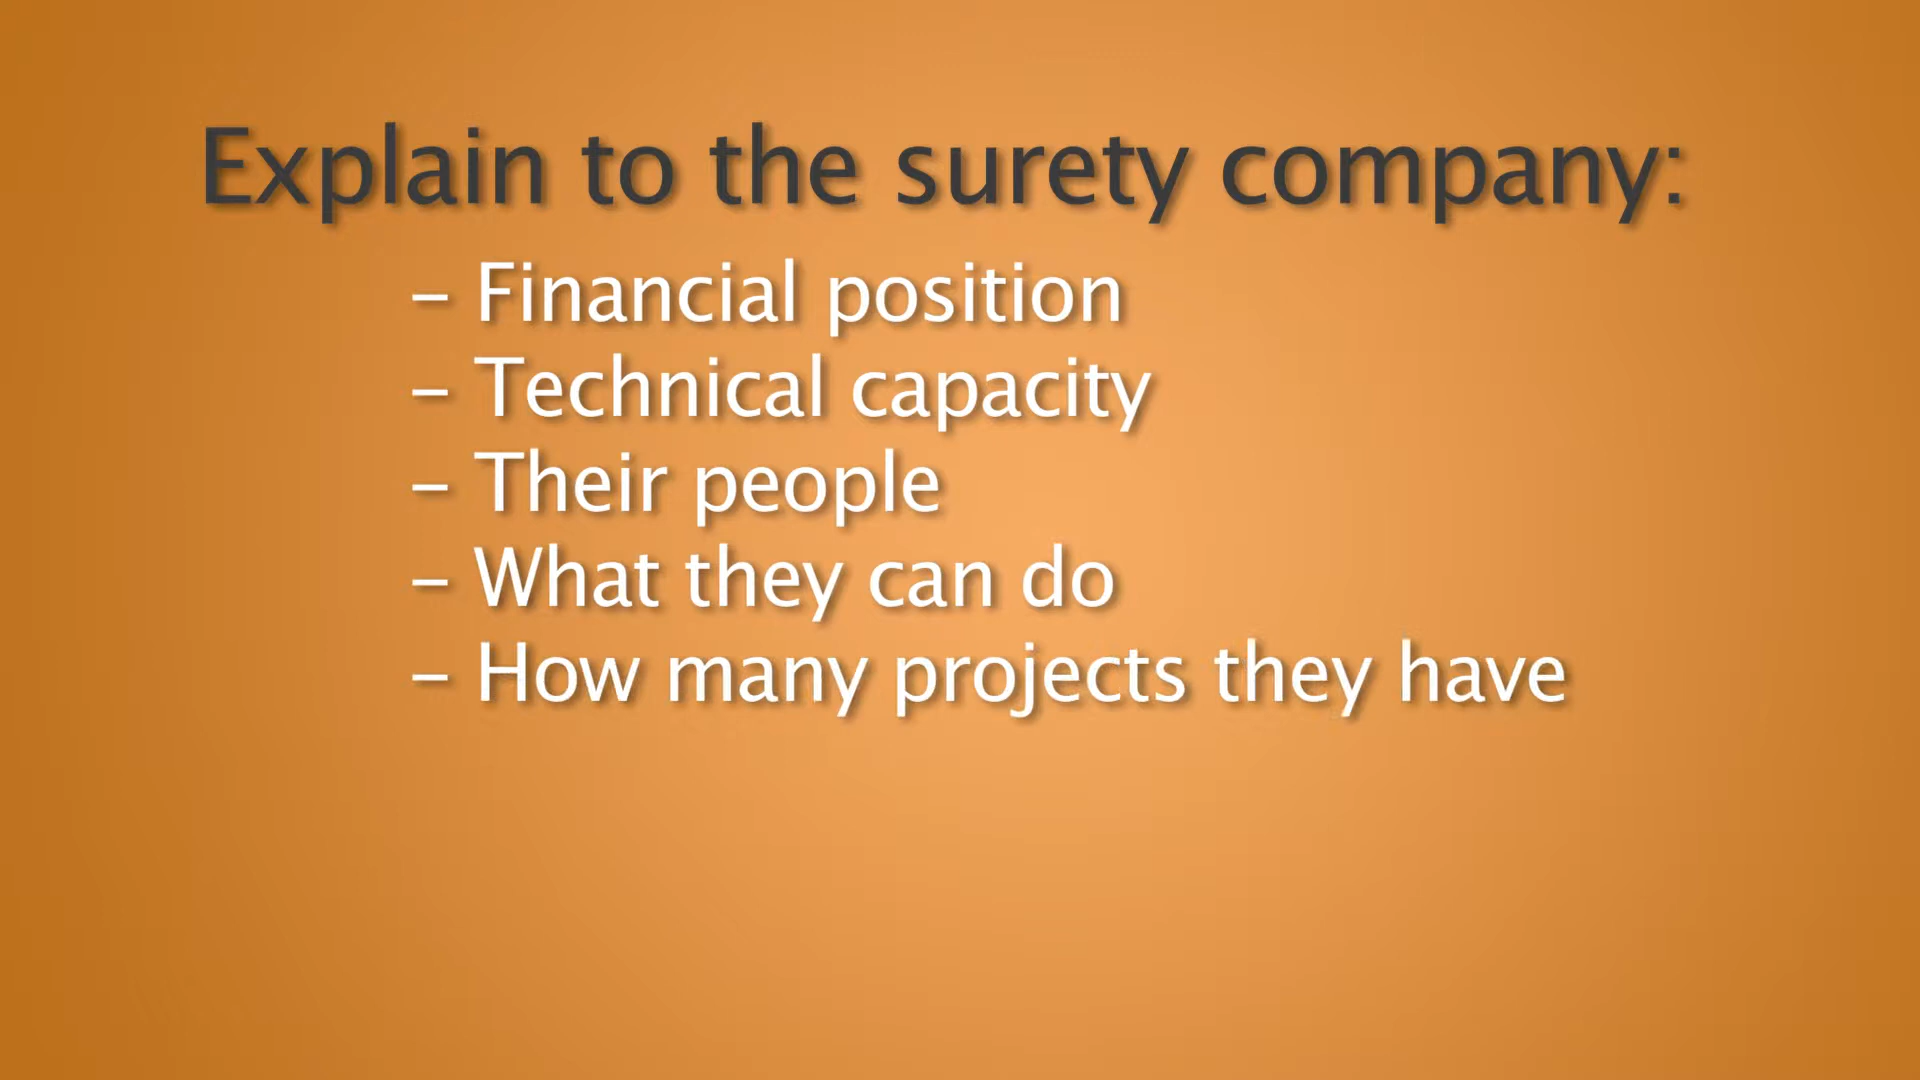 Explain to the surety company:
– Financial position
– Technical capacity
– Their people
– What they can do
– How many projects they have